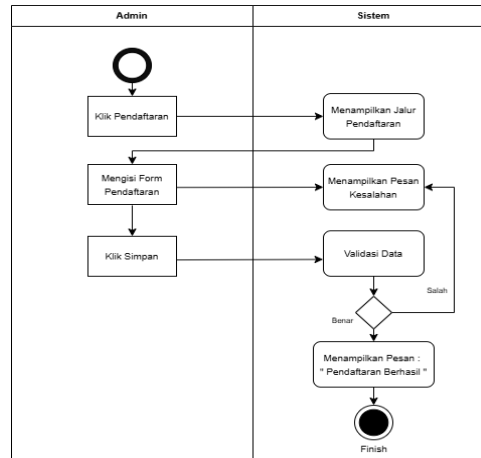 Admin
Sistem
Klik Pendaftaran
Menampilkan Jalur
Pendaftaran
Mengisi Form
Pendaftaran
Menampilkan Pesan
Kesalahan
Klik Simpan
Validasi Data
Salah
Benar
Menampilkan Pesan :
" Pendaftaran Berhasil "
Finish